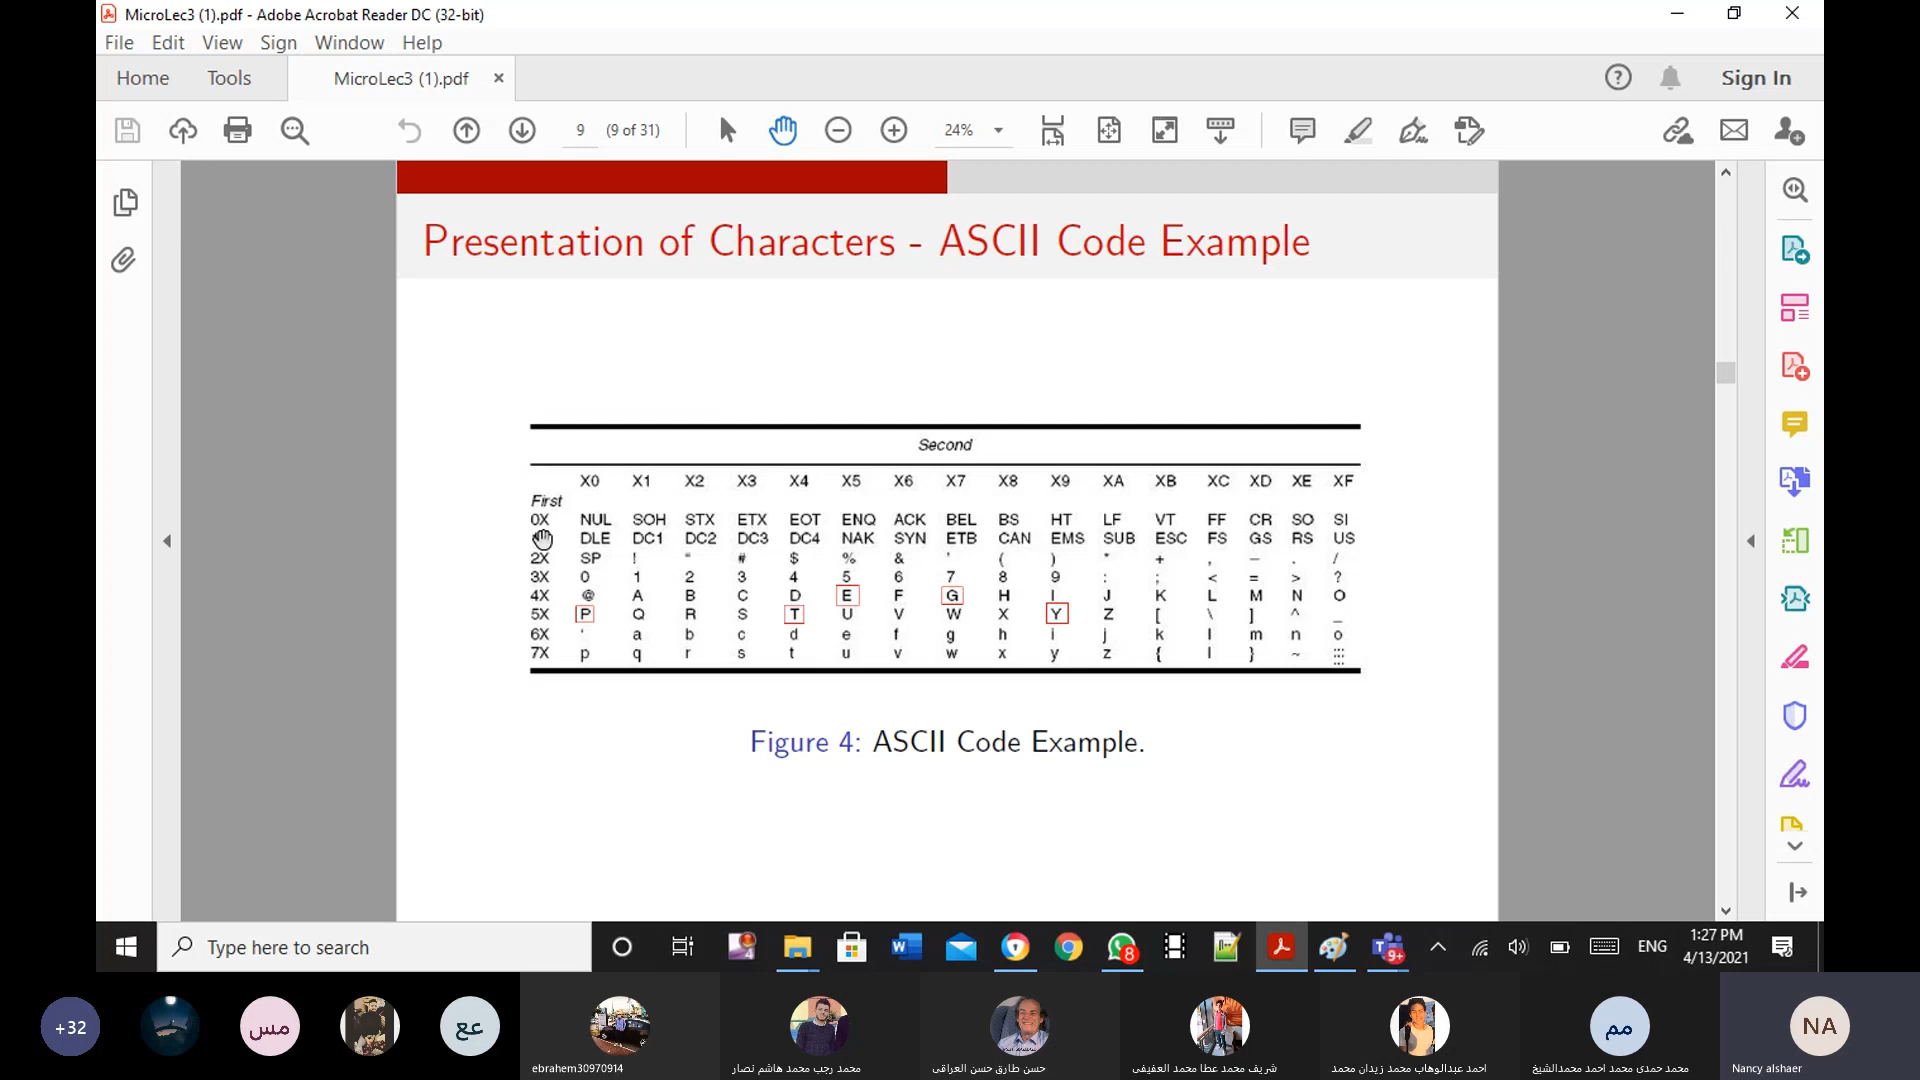 MicroLec3 (1).pdf - Adobe Acrobat Reader DC (32-bit)
File Edit View Sign Window Help
Home Tools MicroLec3 (1).pdf × Sign In
9 (9 of 31) 24%
Presentation of Characters - ASCII Code Example
Second
X0 X1 X2 X3 X4 X5 X6 X7 X8 X9 XA XB XC XD XE XF
First
0X NUL SOH STX ETX EOT ENQ ACK BEL BS HT LF VT FF CR SO SI
DLE DC1 DC2 DC3 DC4 NAK SYN ETB CAN EMS SUB ESC FS GS RS US
2X SP ! " # $ % & ' ( ) * + , – . /
3X 0 1 2 3 4 5 6 7 8 9 : ; < = > ?
4X @ A B C D E F G H I J K L M N O
5X P Q R S T U V W X Y Z [ \ ] ^ _
6X ' a b c d e f g h i j k l m n o
7X p q r s t u v w x y z { | } ~
Figure 4: ASCII Code Example.
Type here to search
8
9+
ENG
1:27 PM
4/13/2021
+32
مس
عع
مم
NA
ebrahem30970914
محمد رجب محمد هاشم نصار
حسن طارق حسن العراقى
شريف محمد عطا محمد العفيفى
احمد عبدالوهاب محمد زيدان محمد
محمد حمدى محمد احمد محمدالشيخ
Nancy alshaer